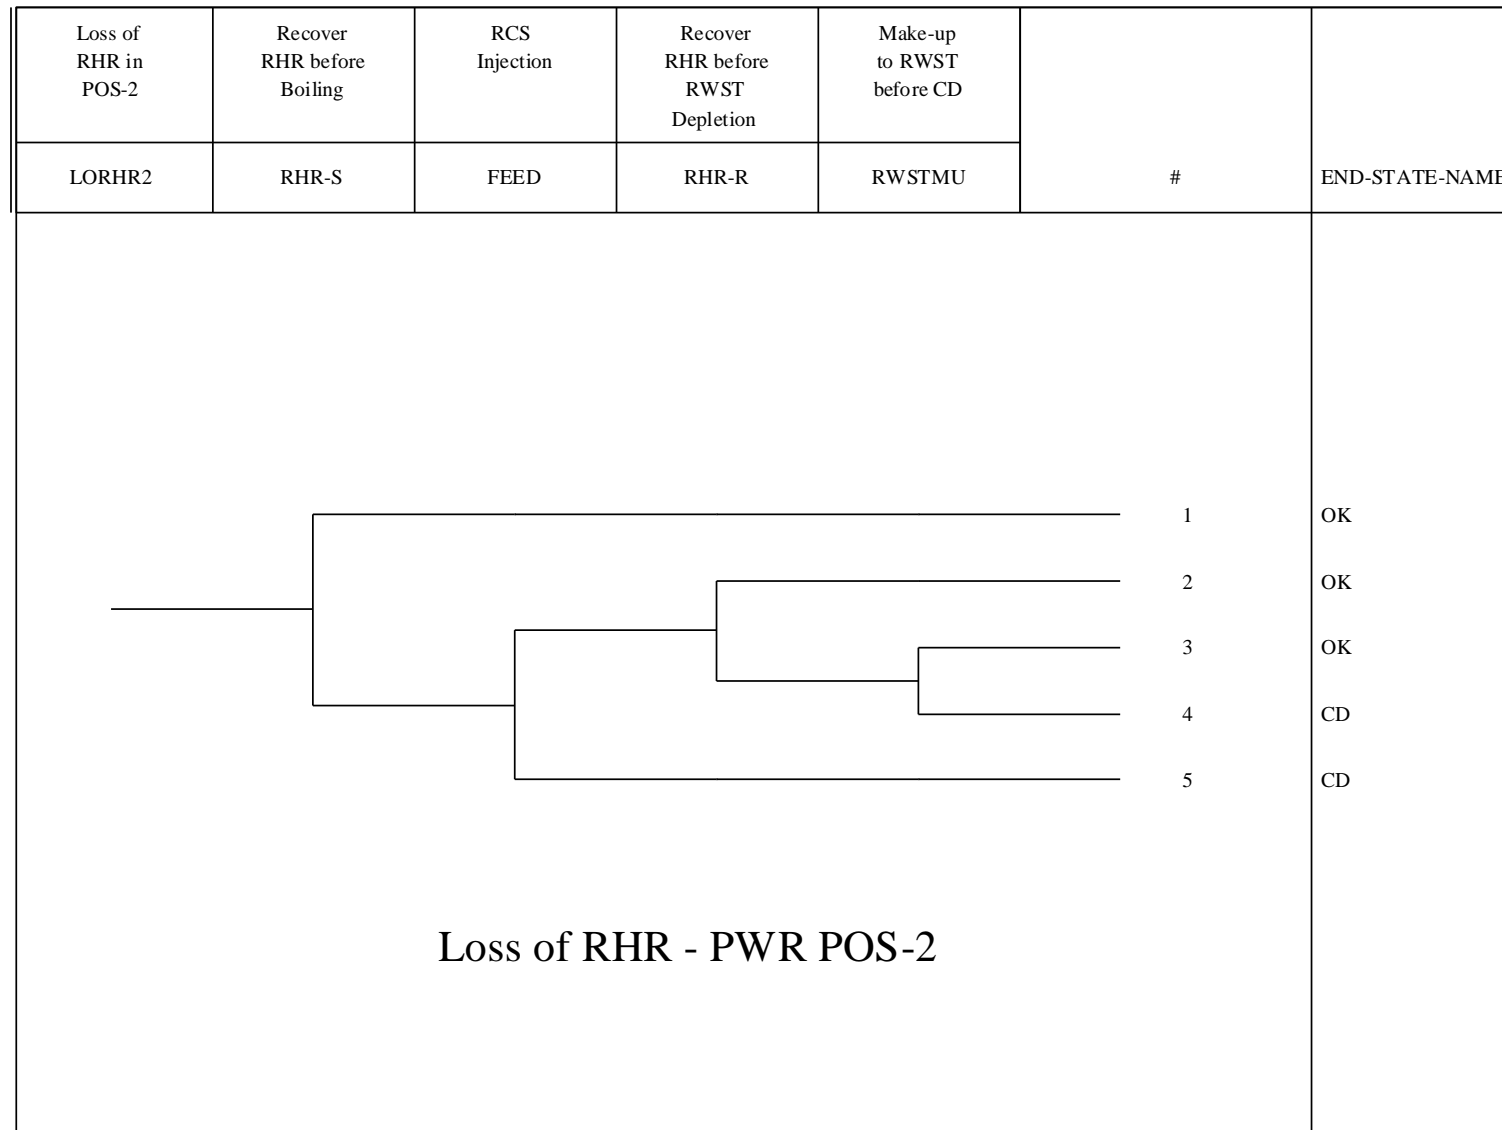 Loss of
RHR in
POS-2
Recover
RHR before
Boiling
RCS
Injection
Recover
RHR before
RWST
Depletion
Make-up
to RWST
before CD
LORHR2
RHR-S
FEED
RHR-R
RWSTMU
#
END-STATE-NAME
1 OK
2 OK
3 OK
4 CD
5 CD
Loss of RHR - PWR POS-2